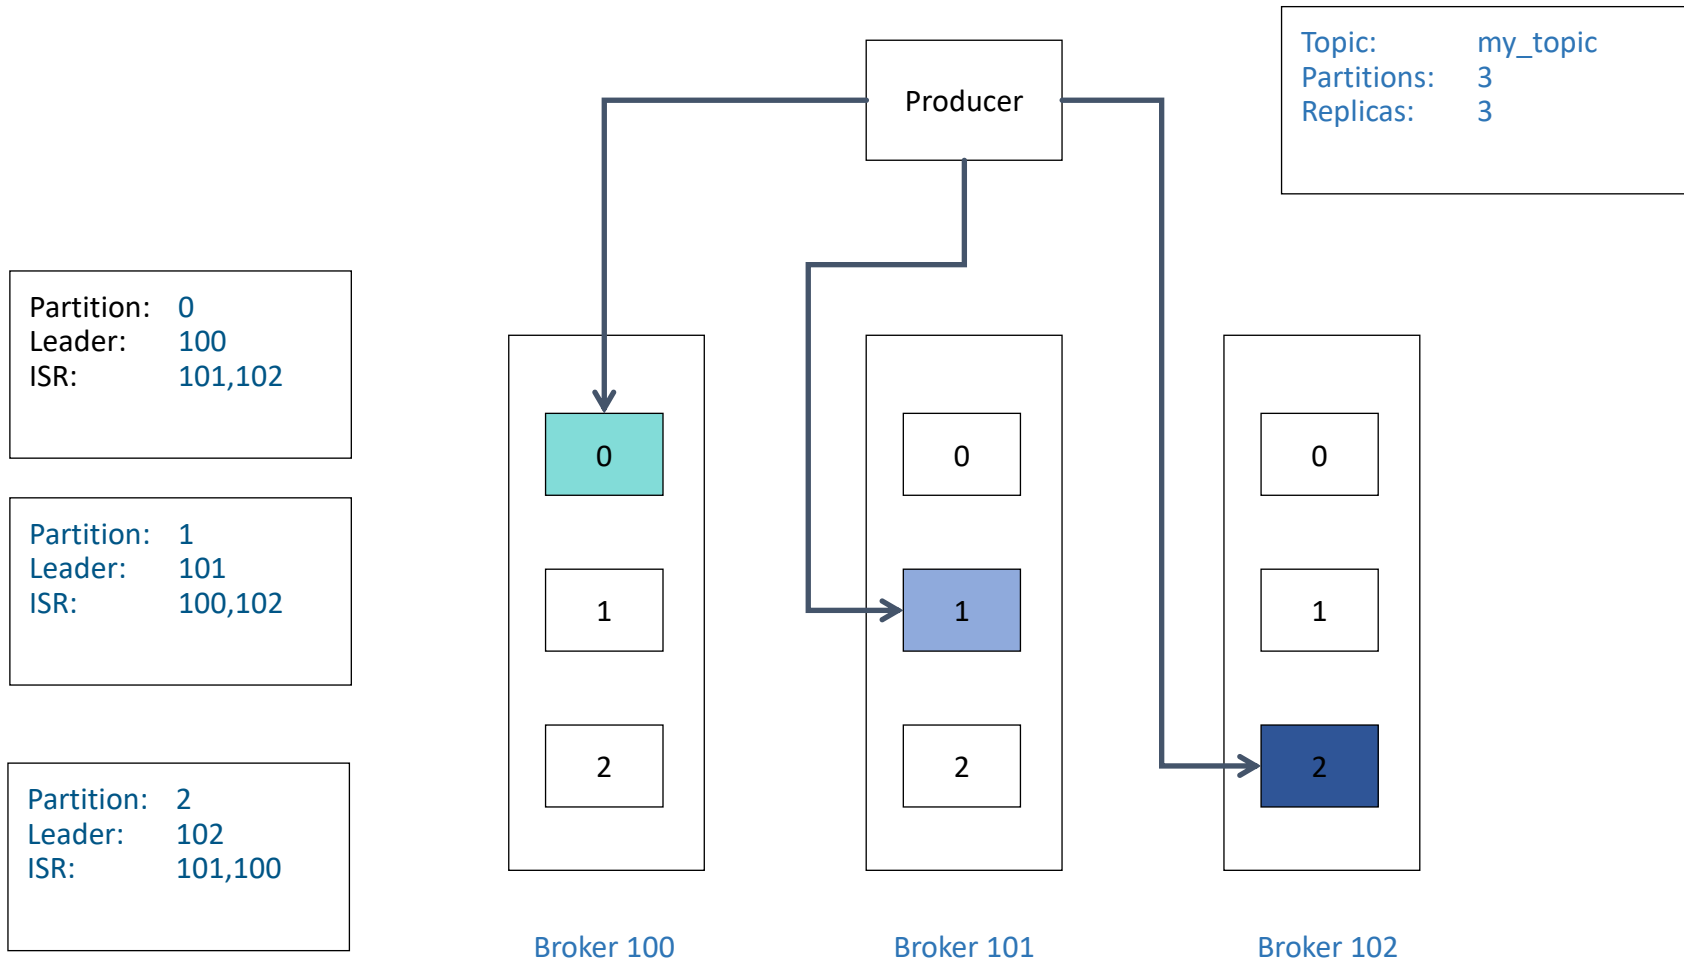 Producer
Topic: my_topic
Partitions: 3
Replicas: 3
Partition: 0
Leader: 100
ISR: 101,102
Partition: 1
Leader: 101
ISR: 100,102
Partition: 2
Leader: 102
ISR: 101,100
0
1
2
Broker 100
0
1
2
Broker 101
0
1
2
Broker 102